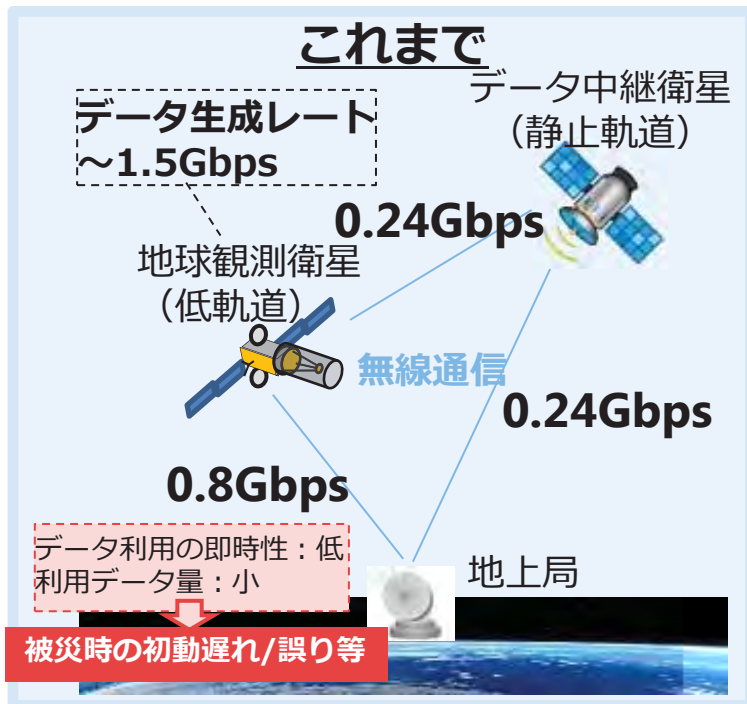 これまで
データ生成レート
～1.5Gbps
データ中継衛星
（静止軌道）
0.24Gbps
地球観測衛星
（低軌道）
無線通信
0.24Gbps
0.8Gbps
データ利用の即時性：低
利用データ量：小
地上局
被災時の初動遅れ/誤り等